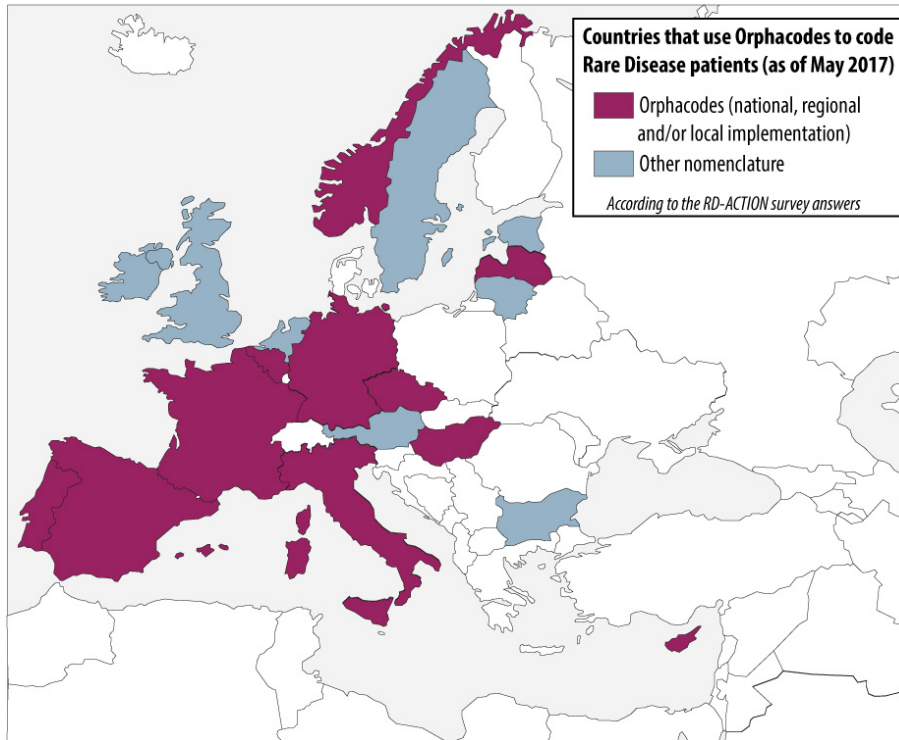 Countries that use Orphacodes to code
Rare Disease patients (as of May 2017)
Orphacodes (national, regional
and/or local implementation)
Other nomenclature
According to the RD-ACTION survey answers